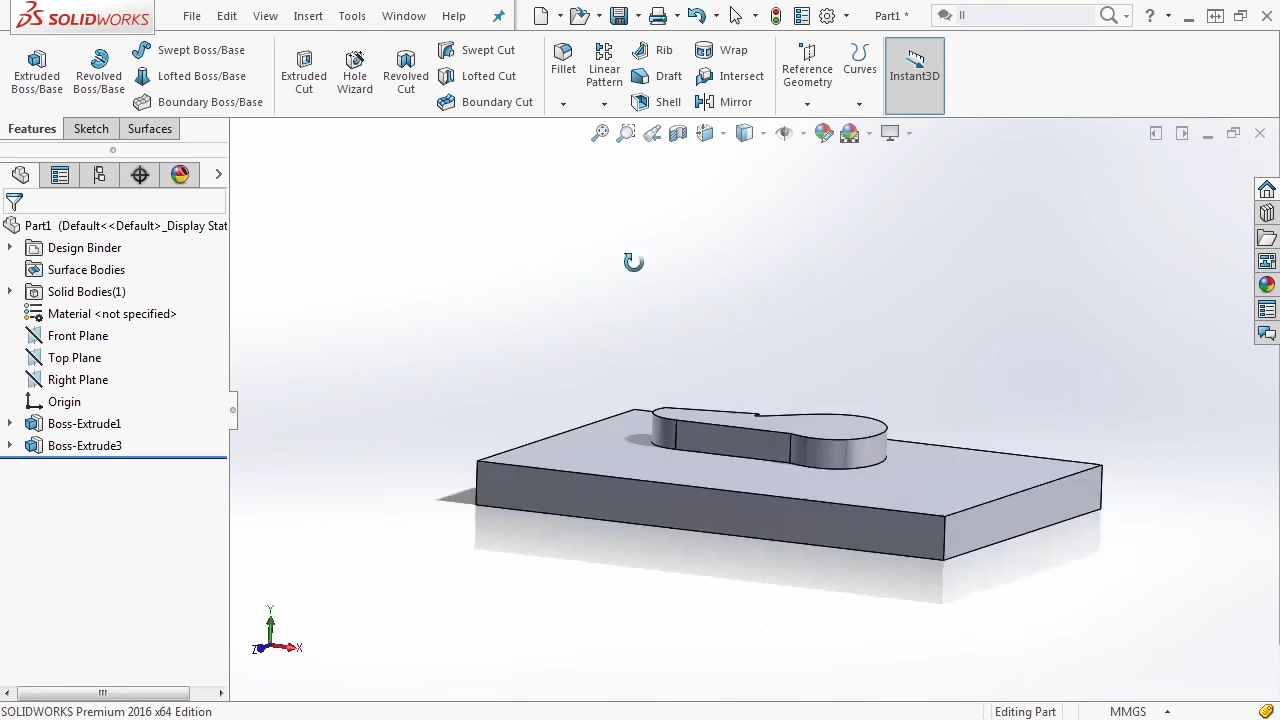 SOLIDWORKS File Edit View Insert Tools Window Help Part1 * ll ?
Extruded Boss/Base
Revolved Boss/Base
Swept Boss/Base
Lofted Boss/Base
Boundary Boss/Base
Extruded Cut
Hole Wizard
Revolved Cut
Swept Cut
Lofted Cut
Boundary Cut
Fillet
Linear Pattern
Rib
Draft
Shell
Wrap
Intersect
Mirror
Reference Geometry
Curves
Instant3D
Features Sketch Surfaces
Part1 (Default<<Default>_Display Stat
Design Binder
Surface Bodies
Solid Bodies(1)
Material <not specified>
Front Plane
Top Plane
Right Plane
Origin
Boss-Extrude1
Boss-Extrude3
Y
Z X
SOLIDWORKS Premium 2016 x64 Edition Editing Part MMGS